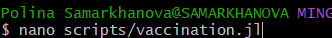 Polina Samarkhanova@SAMARKHANOVA MING
$ nano scripts/vaccination.jl